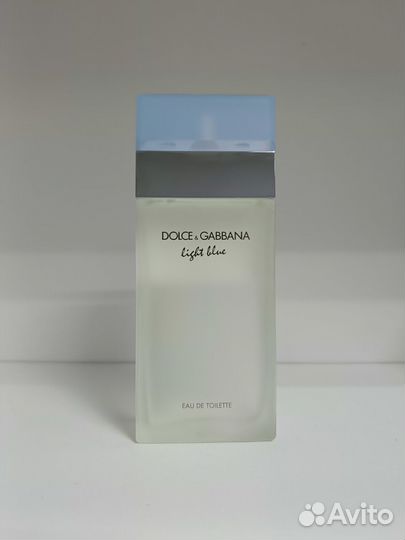 DOLCE & GABBANA
light blue
EAU DE TOILETTE
Avito